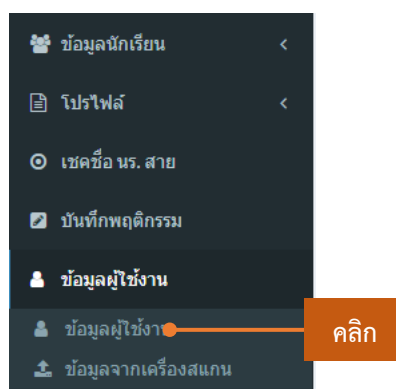 ข้อมูลนักเรียน
โปรไฟล์
เชคชื่อ นร. สาย
บันทึกพฤติกรรม
ข้อมูลผู้ใช้งาน
ข้อมูลผู้ใช้งาน
คลิก
ข้อมูลจากเครื่องสแกน